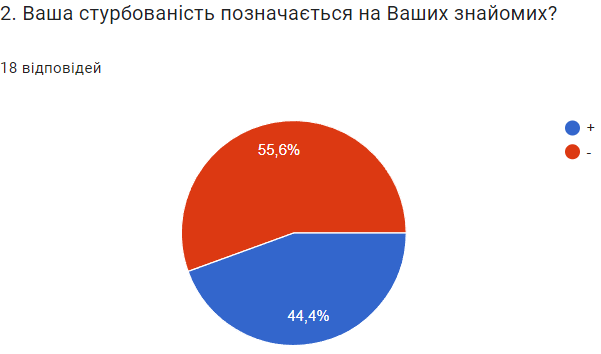 2. Ваша стурбованість позначається на Ваших знайомих?
18 відповідей
+
-
55,6%
44,4%